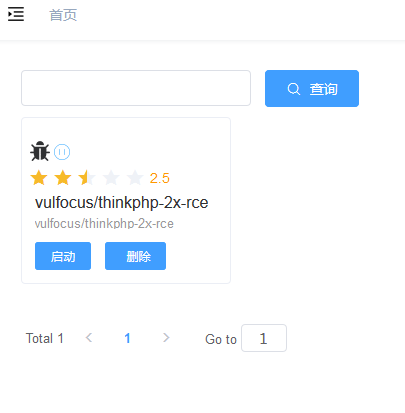 首页
查询
2.5
vulfocus/thinkphp-2x-rce
vulfocus/thinkphp-2x-rce
启动 删除
Total 1 1 Go to 1